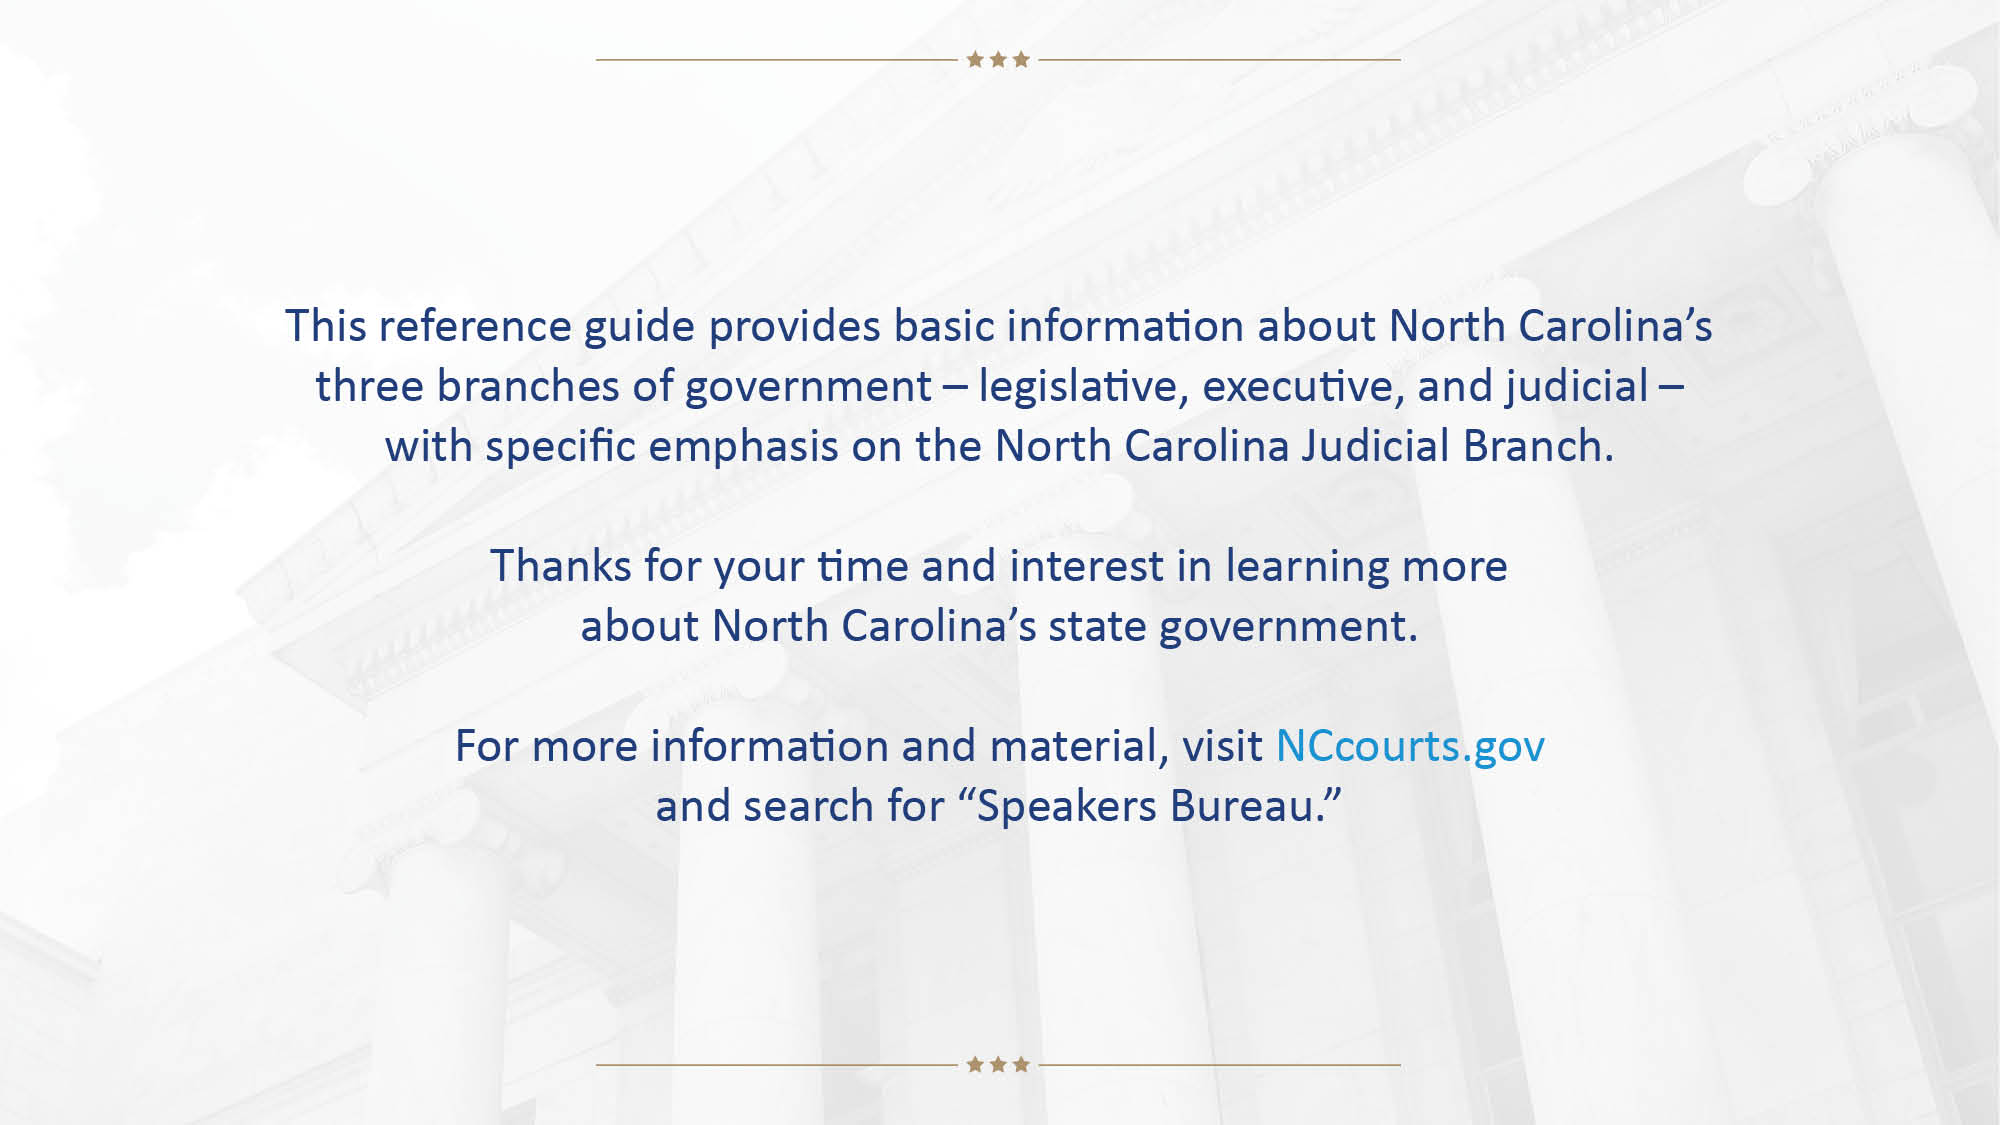 This reference guide provides basic information about North Carolina’s
three branches of government – legislative, executive, and judicial –
with specific emphasis on the North Carolina Judicial Branch.
Thanks for your time and interest in learning more
about North Carolina’s state government.
For more information and material, visit NCcourts.gov
and search for “Speakers Bureau.”